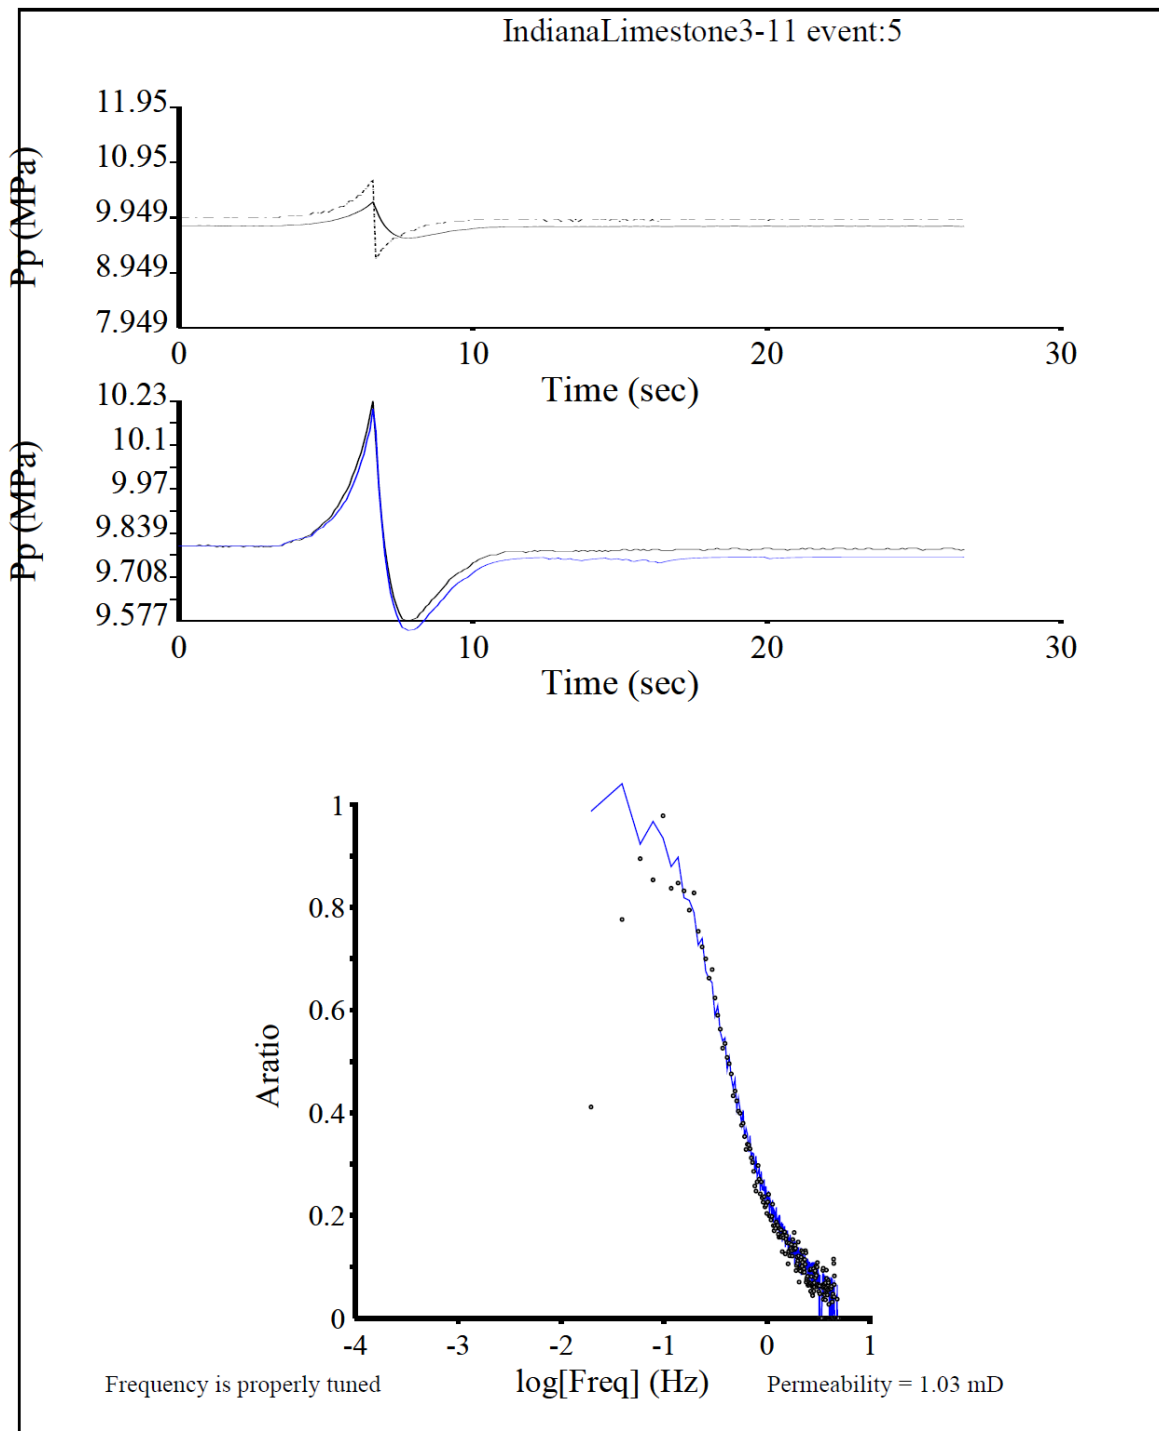 IndianaLimestone3-11 event:5
11.95
10.95
9.949
8.949
7.949
Pp (MPa)
0 10 20 30
Time (sec)
10.23
10.1
9.97
9.839
9.708
9.577
Pp (MPa)
0 10 20 30
Time (sec)
1
0.8
0.6
0.4
0.2
0
Aratio
-4 -3 -2 -1 0 1
log[Freq] (Hz)
Frequency is properly tuned
Permeability = 1.03 mD